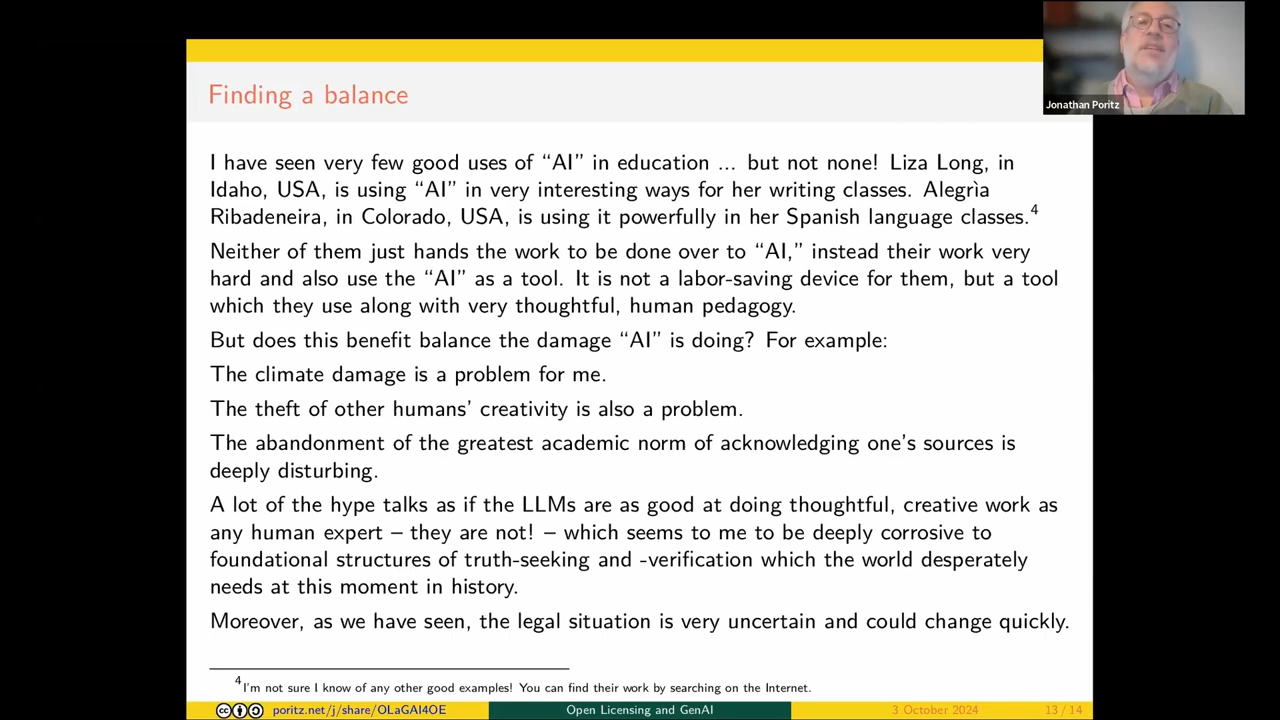 Jonathan Poritz
Finding a balance
I have seen very few good uses of “AI” in education ... but not none! Liza Long, in
Idaho, USA, is using “AI” in very interesting ways for her writing classes. Alegrìa
Ribadeneira, in Colorado, USA, is using it powerfully in her Spanish language classes.4
Neither of them just hands the work to be done over to “AI,” instead their work very
hard and also use the “AI” as a tool. It is not a labor-saving device for them, but a tool
which they use along with very thoughtful, human pedagogy.
But does this benefit balance the damage “AI” is doing? For example:
The climate damage is a problem for me.
The theft of other humans’ creativity is also a problem.
The abandonment of the greatest academic norm of acknowledging one’s sources is
deeply disturbing.
A lot of the hype talks as if the LLMs are as good at doing thoughtful, creative work as
any human expert – they are not! – which seems to me to be deeply corrosive to
foundational structures of truth-seeking and -verification which the world desperately
needs at this moment in history.
Moreover, as we have seen, the legal situation is very uncertain and could change quickly.
4I’m not sure I know of any other good examples! You can find their work by searching on the Internet.
poritz.net/j/share/OLaGAI4OE
Open Licensing and GenAI
3 October 2024
13 / 14